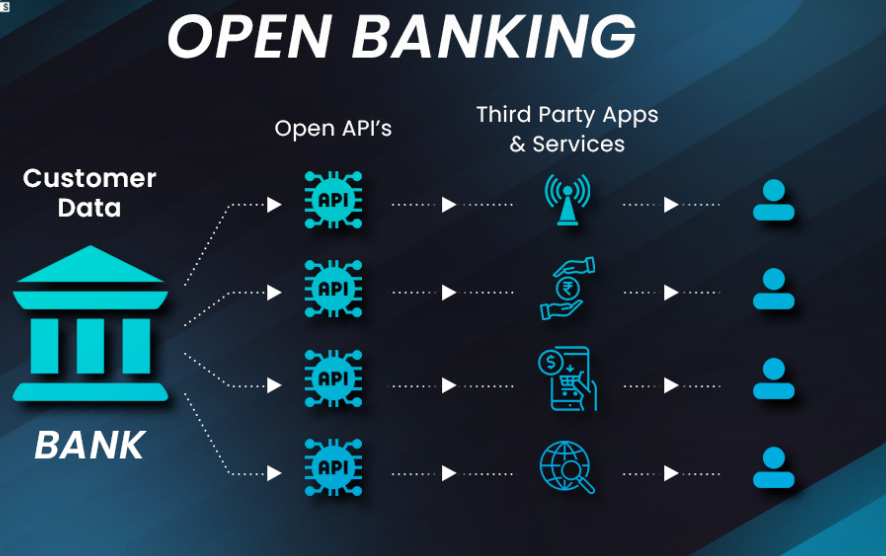 S
OPEN BANKING
Open API's
Third Party Apps
& Services
Customer
Data
API
₹
API
$
API
API
BANK